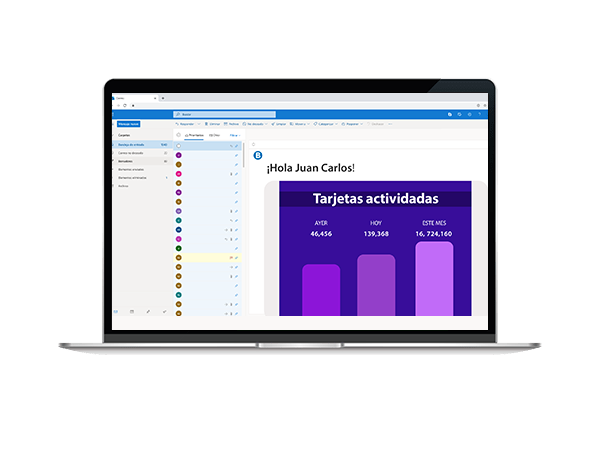 Buscar
Mensaje nuevo
Responder
Eliminar
Archivar
No deseado
Limpiar
Mover a
Categorizar
Posponer
Carpetas
Prioritarios
Otros
Filtrar
Bandeja de entrada
Correo no deseado
Borradores
Elementos enviados
Elementos eliminados
Archivo
B
¡Hola Juan Carlos!
Tarjetas actividadas
AYER HOY ESTE MES
46,456 139,368 16, 724,160